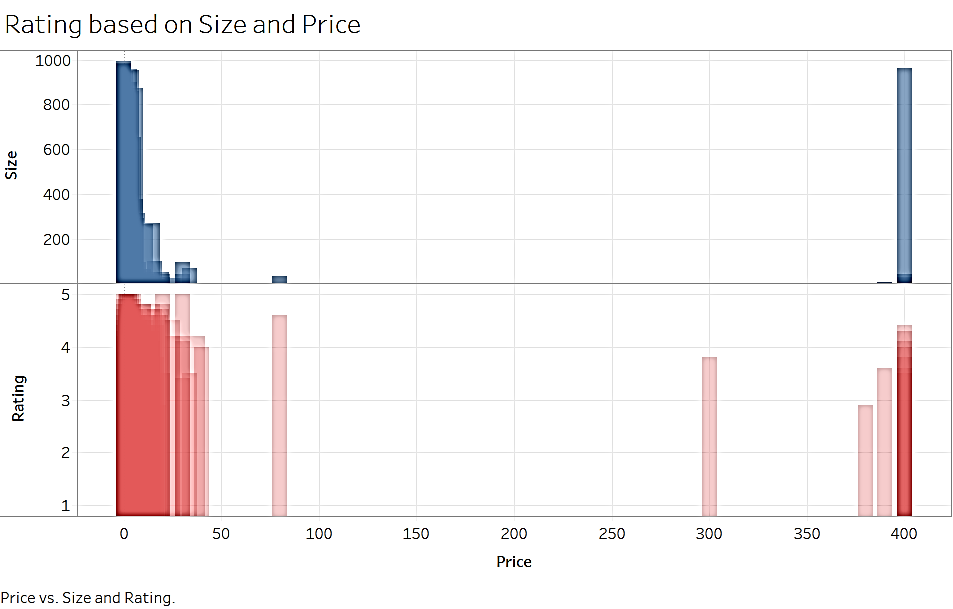 Rating based on Size and Price
1000
800
600
400
200
Size
5
4
3
2
1
Rating
0 50 100 150 200 250 300 350 400
Price
Price vs. Size and Rating.